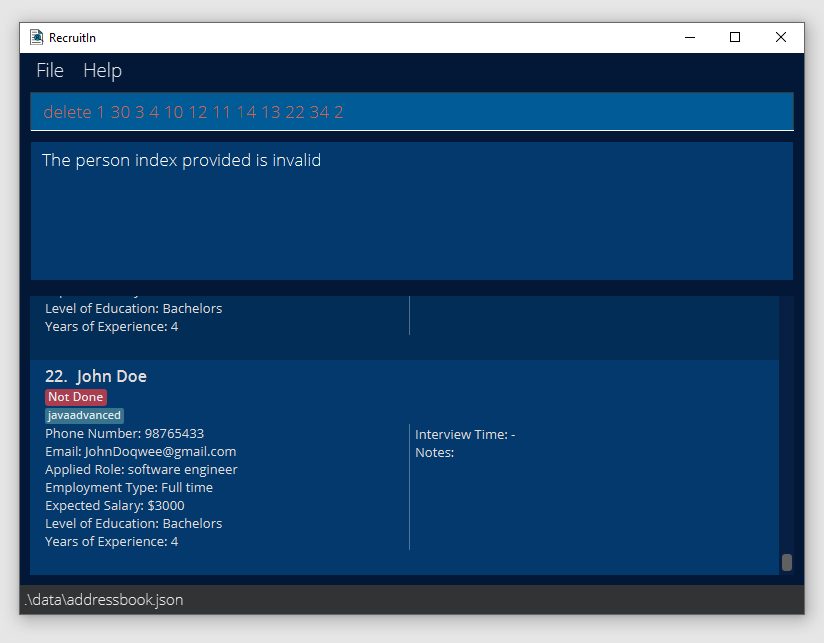 RecruitIn
File Help
delete 1 30 3 4 10 12 11 14 13 22 34 2
The person index provided is invalid
Level of Education: Bachelors
Years of Experience: 4
22. John Doe
Not Done
javaadvanced
Phone Number: 98765433
Email: JohnDoqwee@gmail.com
Applied Role: software engineer
Employment Type: Full time
Expected Salary: $3000
Level of Education: Bachelors
Years of Experience: 4
Interview Time: -
Notes:
.\data\addressbook.json